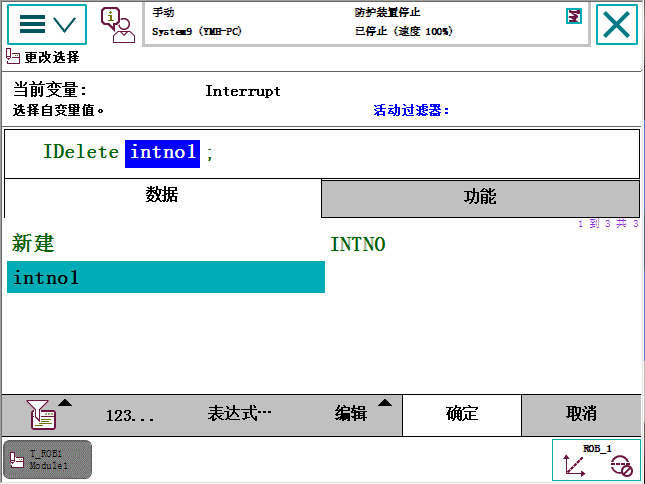 手动
System9 (YMH-PC)
防护装置停止
已停止 (速度 100%)
更改选择
当前变量: Interrupt
选择自变量值。 活动过滤器:
IDelete intno1 ;
数据 功能
1 到 3 共 3
新建 INTNO
intno1
123... 表达式… 编辑 确定 取消
T_ROB1
Module1
ROB_1